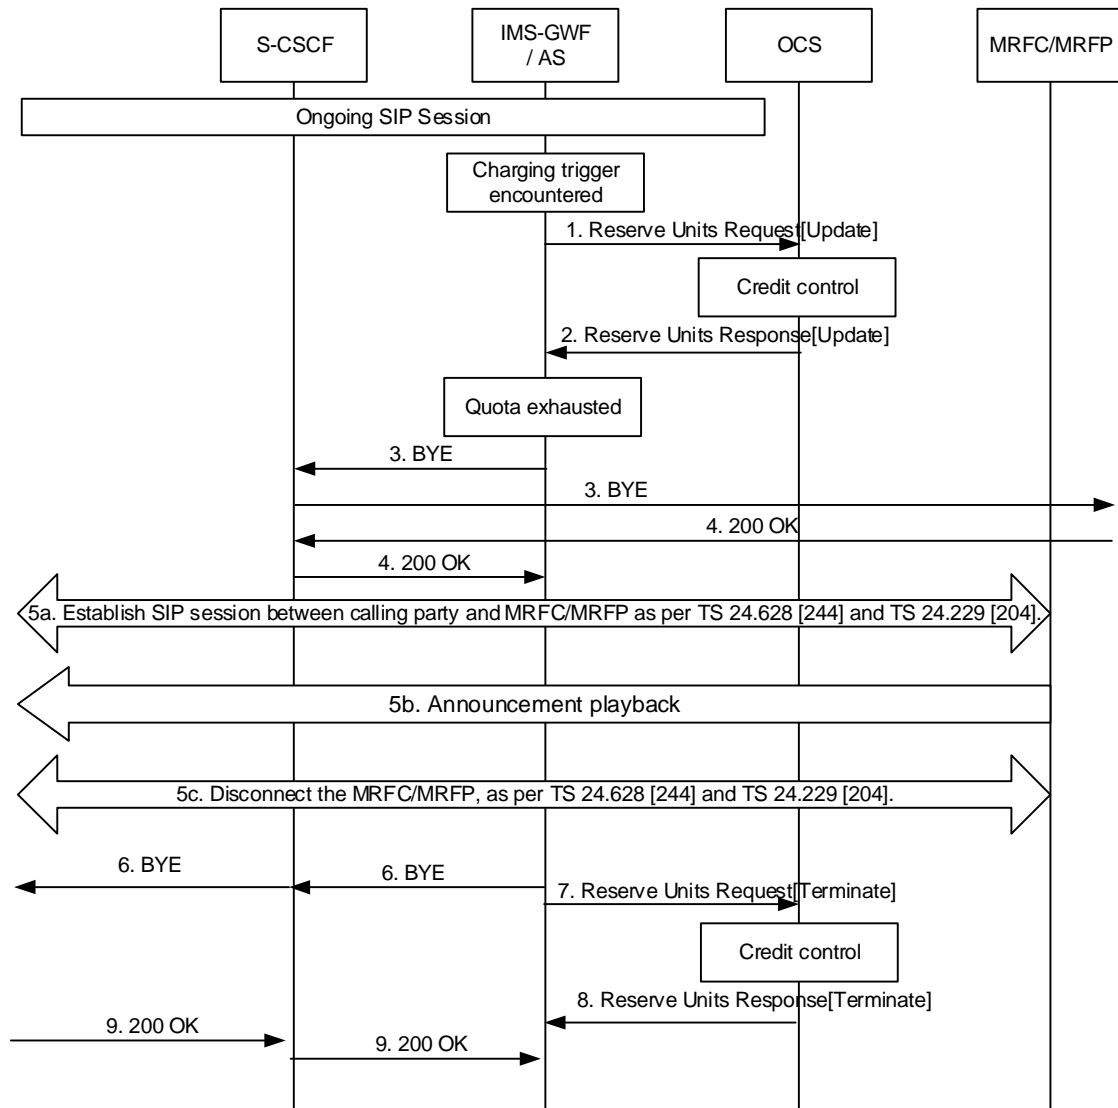 S-CSCF
IMS-GWF
/ AS
OCS
MRFC/MRFP
Ongoing SIP Session
Charging trigger
encountered
1. Reserve Units Request[Update]
Credit control
2. Reserve Units Response[Update]
Quota exhausted
3. BYE
3. BYE
4. 200 OK
4. 200 OK
5a. Establish SIP session between calling party and MRFC/MRFP as per TS 24.628 [244] and TS 24.229 [204].
5b. Announcement playback
5c. Disconnect the MRFC/MRFP, as per TS 24.628 [244] and TS 24.229 [204].
6. BYE
6. BYE
7. Reserve Units Request[Terminate]
Credit control
8. Reserve Units Response[Terminate]
9. 200 OK
9. 200 OK